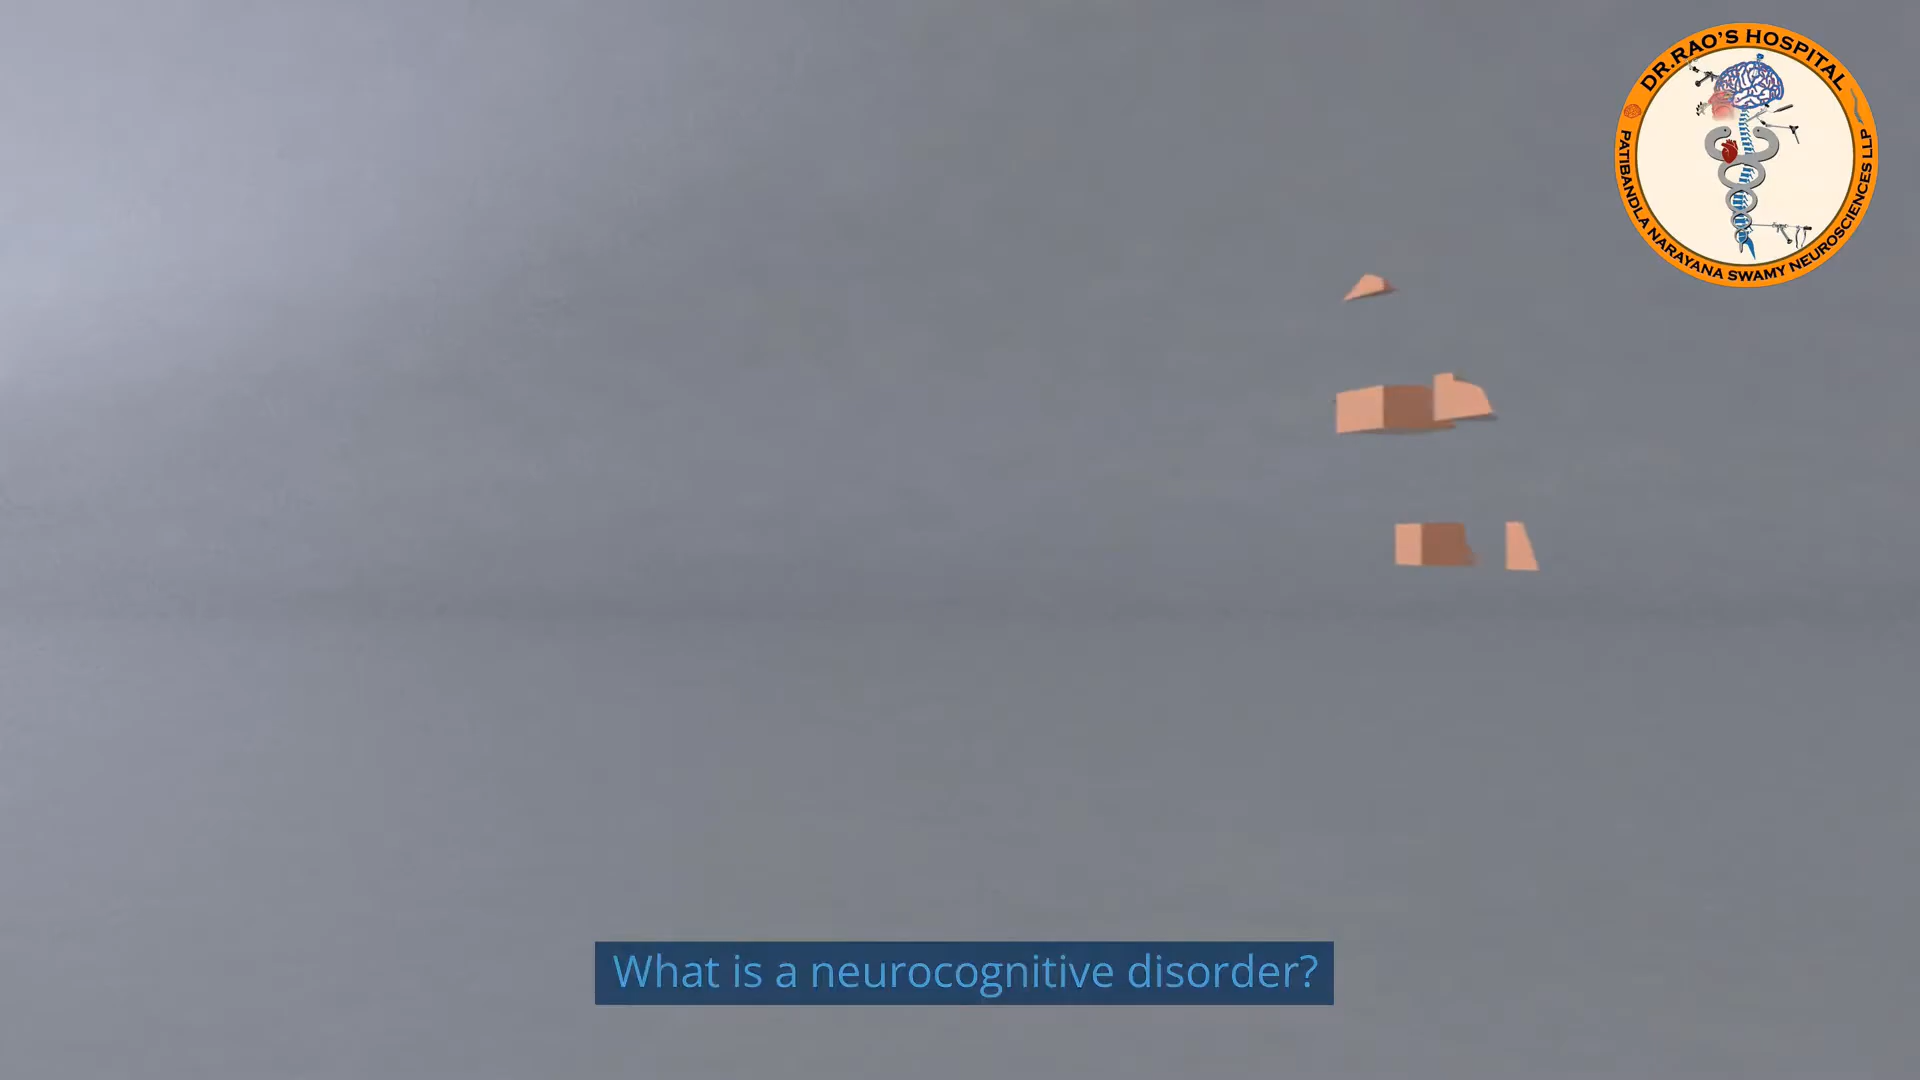 DR.RAO'S HOSPITAL
PATIBANDLA NARAYANA SWAMY NEUROSCIENCES LLP
What is a neurocognitive disorder?